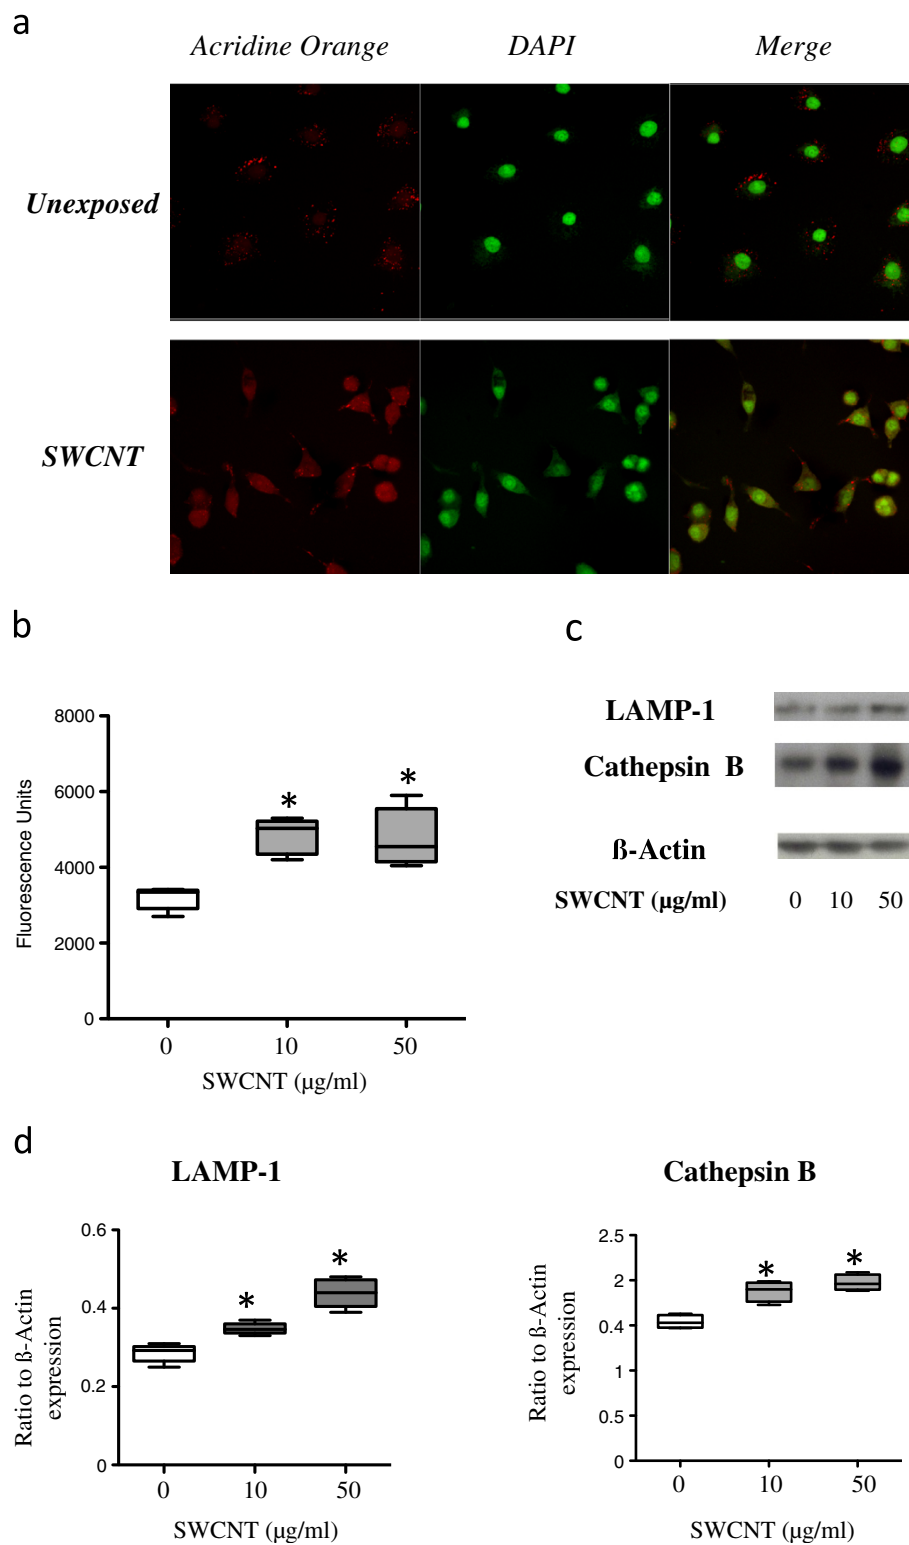 a
Acridine Orange DAPI Merge
Unexposed
SWCNT
b
Fluorescence Units
8000
6000
4000
2000
0
* *
0 10 50
SWCNT (µg/ml)
c
LAMP-1
Cathepsin B
ß-Actin
SWCNT (µg/ml) 0 10 50
d
LAMP-1
Ratio to ß-Actin
expression
0.6
0.4
0.2
0
* *
0 10 50
SWCNT (µg/ml)
Cathepsin B
Ratio to ß-Actin
expression
2.5
2
0.4
1
0.5
0
* *
0 10 50
SWCNT (µg/ml)